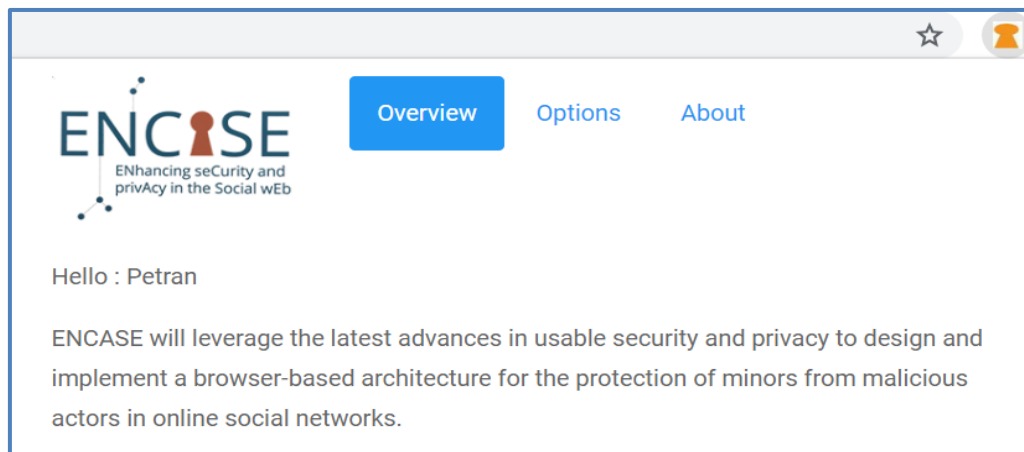 ENCASE
ENhancing seCurity and
privAcy in the Social wEb
Overview Options About
Hello : Petran
ENCASE will leverage the latest advances in usable security and privacy to design and
implement a browser-based architecture for the protection of minors from malicious
actors in online social networks.